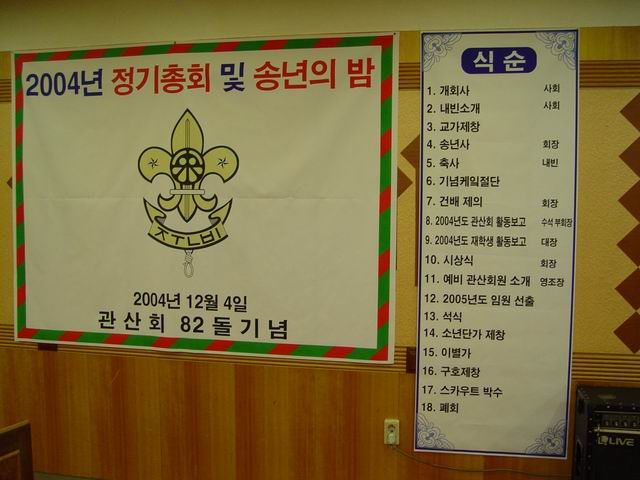 2004년 정기총회 및 송년의 밤
ㅈㅜㄴㅂㅣ
2004년 12월 4일
관산회 82돌기념
식순
1. 개회사 사회
2. 내빈소개 사회
3. 교가제창
4. 송년사 회장
5. 축사 내빈
6. 기념케잌절단
7. 건배 제의 회장
8. 2004년도 관산회 활동보고 수석 부회장
9. 2004년도 재학생 활동보고 대장
10. 시상식 회장
11. 예비 관산회원 소개 영조장
12. 2005년도 임원 선출
13. 석식
14. 소년단가 제창
15. 이별가
16. 구호제창
17. 스카우트 박수
18. 폐회
LIVE